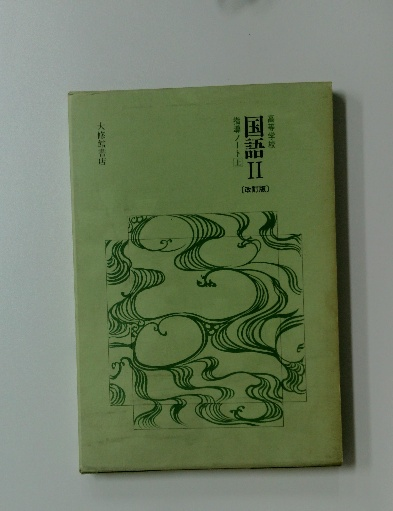 高等学校
国語II
〔改訂版〕
指導ノート上
大修館書店